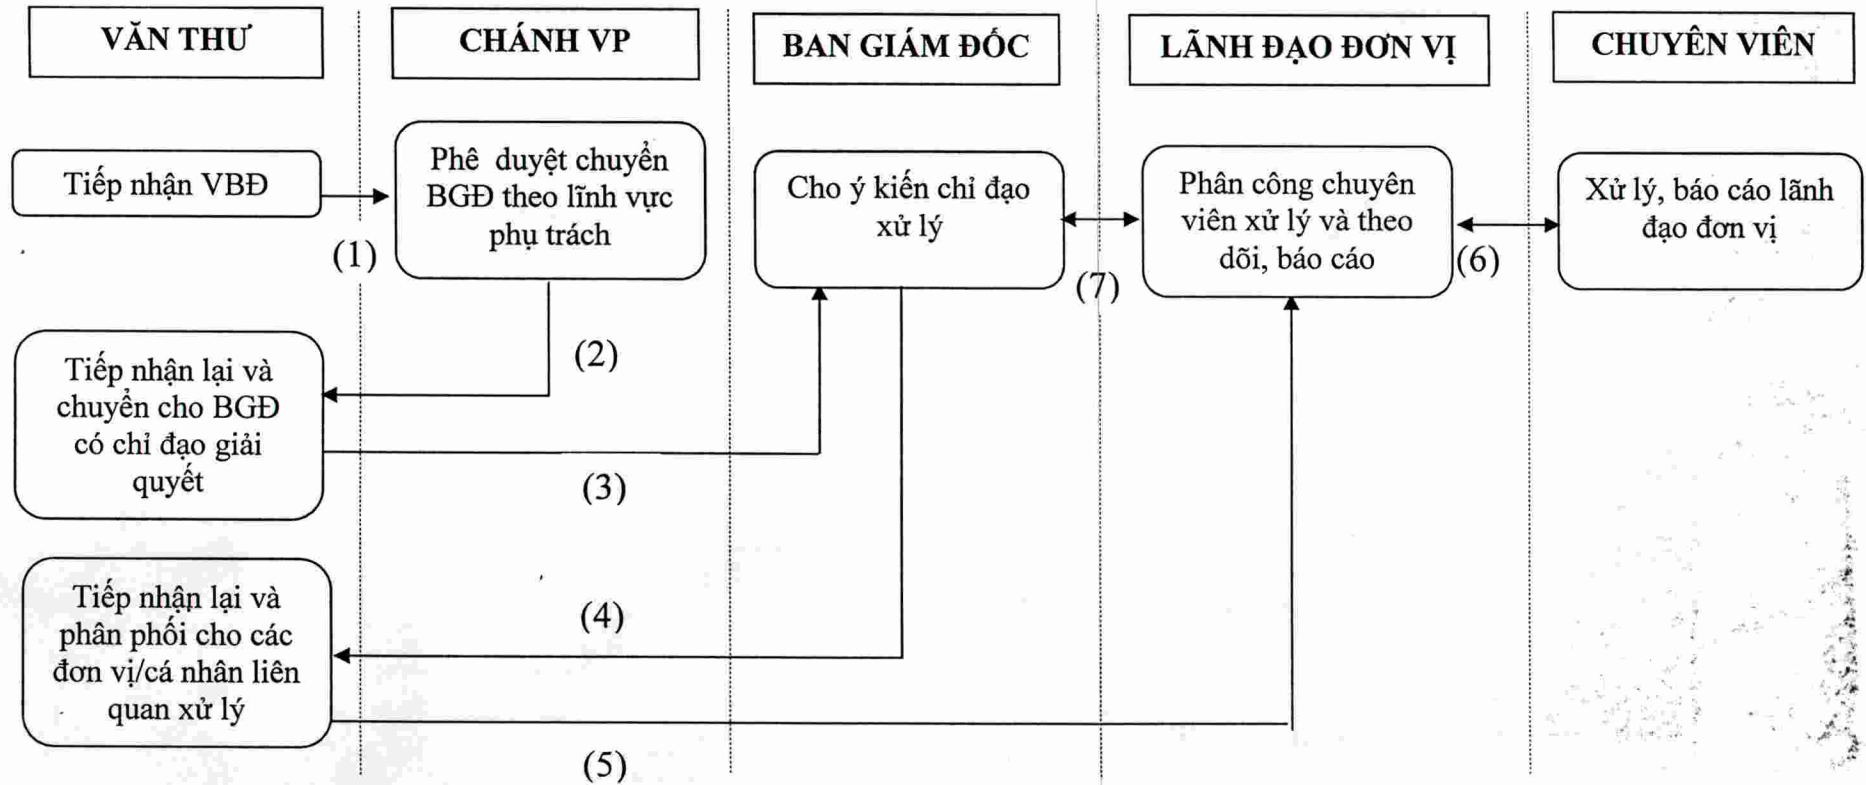 VĂN THƯ
CHÁNH VP
BAN GIÁM ĐỐC
LÃNH ĐẠO ĐƠN VỊ
CHUYÊN VIÊN
Tiếp nhận VBĐ
(1)
Phê duyệt chuyển
BGĐ theo lĩnh vực
phụ trách
Cho ý kiến chỉ đạo
xử lý
(7)
Phân công chuyên
viên xử lý và theo
dõi, báo cáo
(6)
Xử lý, báo cáo lãnh
đạo đơn vị
(2)
Tiếp nhận lại và
chuyển cho BGĐ
có chỉ đạo giải
quyết
(3)
Tiếp nhận lại và
phân phối cho các
đơn vị/cá nhân liên
quan xử lý
(4)
(5)